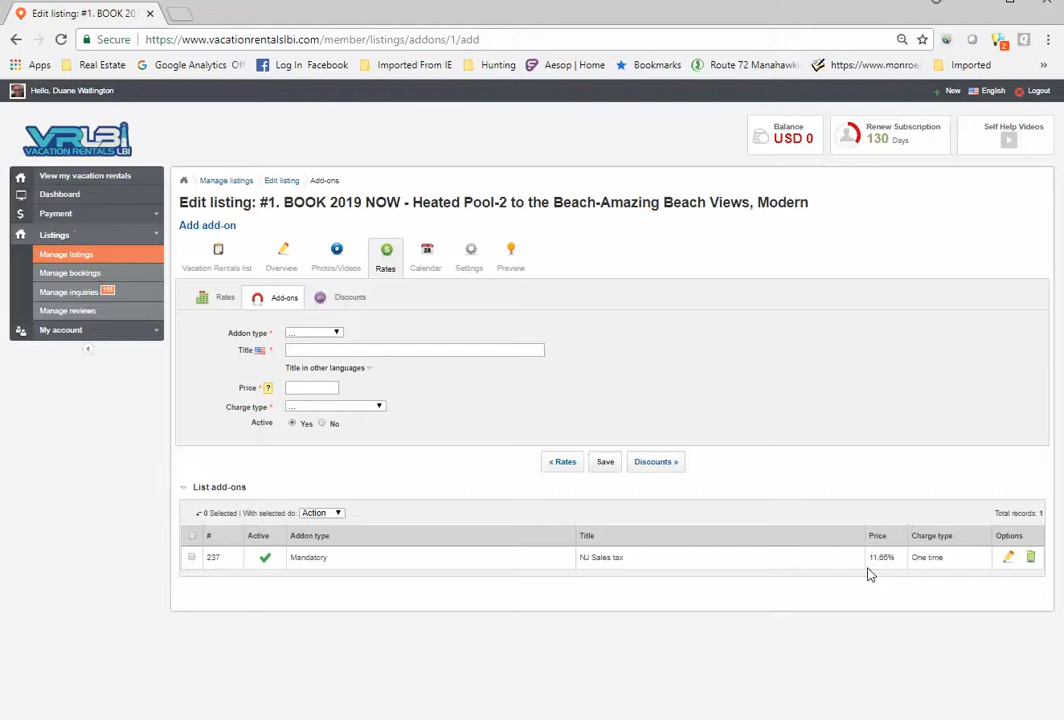 Edit listing: #1. BOOK 20
Secure https://www.vacationrentalslbi.com/member/listings/addons/1/add
Apps Real Estate Google Analytics Off Log In Facebook Imported From IE Hunting Aesop | Home Bookmarks Route 72 Manahawk https://www.monroe Imported »
Hello, Duane Watlington New English Logout
VRLBI
VACATION RENTALS LBI
Balance
USD 0
Renew Subscription
130 Days
Self Help Videos
View my vacation rentals
Dashboard
Payment
Listings
Manage listings
Manage bookings
Manage inquiries
Manage reviews
My account
Manage listings Edit listing Add-ons
Edit listing: #1. BOOK 2019 NOW - Heated Pool-2 to the Beach-Amazing Beach Views, Modern
Add add-on
Vacation Rentals list Overview Photos/Videos Rates Calendar Settings Preview
Rates Add-ons Discounts
Addon type * ...
Title *
Title in other languages
Price * ?
Charge type * ...
Active Yes No
« Rates Save Discounts »
List add-ons
0 Selected | With selected do: Action Total records: 1
# Active Addon type Title Price Charge type Options
237 Mandatory NJ Sales tax 11.65% One time